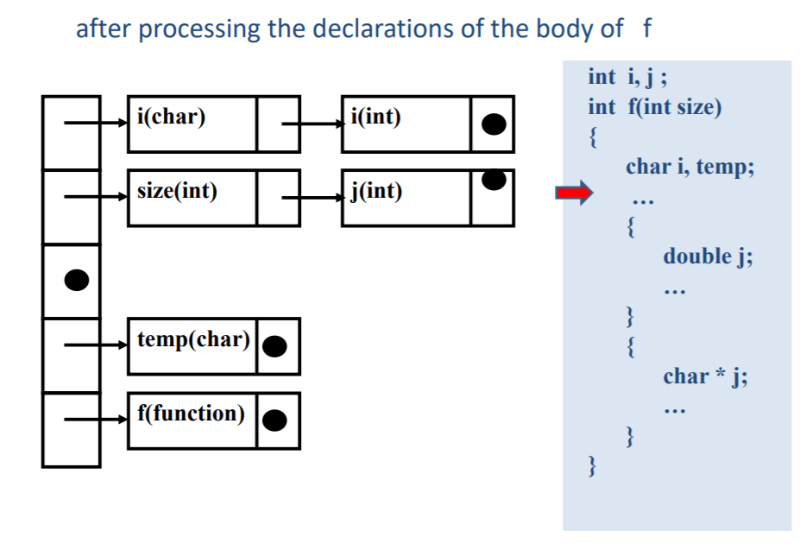 after processing the declarations of the body of f
i(char)
i(int)
size(int)
j(int)
temp(char)
f(function)
int i, j ;
int f(int size)
{
char i, temp;
...
{
double j;
...
}
{
char * j;
...
}
}